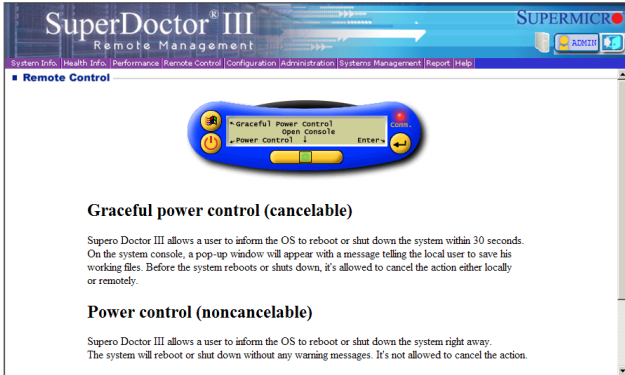 SuperDoctor® III
Remote Management
SUPERMICRO
ADMIN
System Info. | Health Info. | Performance | Remote Control | Configuration | Administration | Systems Management | Report | Help |
Remote Control
Graceful Power Control
Open Console
Power Control ↓ Enter
Comm.
Graceful power control (cancelable)
Supero Doctor III allows a user to inform the OS to reboot or shut down the system within 30 seconds.
On the system console, a pop-up window will appear with a message telling the local user to save his
working files. Before the system reboots or shuts down, it's allowed to cancel the action either locally
or remotely.
Power control (noncancelable)
Supero Doctor III allows a user to inform the OS to reboot or shut down the system right away.
The system will reboot or shut down without any warning messages. It's not allowed to cancel the action.